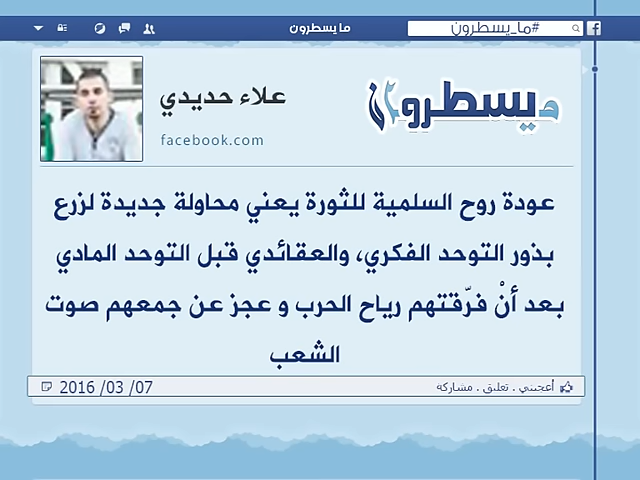 #ما_يسطرون
ما يسطرون
ما يسطرون
علاء حديدي
facebook.com
عودة روح السلمية للثورة يعني محاولة جديدة لزرع
بذور التوحد الفكري، والعقائدي قبل التوحد المادي
بعد أنْ فرّقتهم رياح الحرب و عجز عن جمعهم صوت
الشعب
أعجبني . تعليق . مشاركة
2016 /03 /07